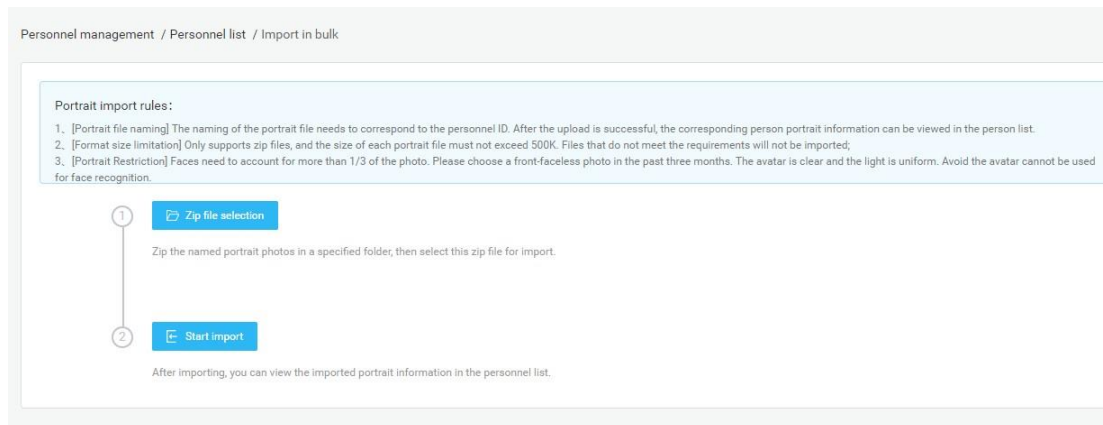 Personnel management / Personnel list / Import in bulk
Portrait import rules：
1、[Portrait file naming] The naming of the portrait file needs to correspond to the personnel ID. After the upload is successful, the corresponding person portrait information can be viewed in the person list.
2、[Format size limitation] Only supports zip files, and the size of each portrait file must not exceed 500K. Files that do not meet the requirements will not be imported;
3、[Portrait Restriction] Faces need to account for more than 1/3 of the photo. Please choose a front-faceless photo in the past three months. The avatar is clear and the light is uniform. Avoid the avatar cannot be used
for face recognition.
1
Zip file selection
Zip the named portrait photos in a specified folder, then select this zip file for import.
2
Start import
After importing, you can view the imported portrait information in the personnel list.